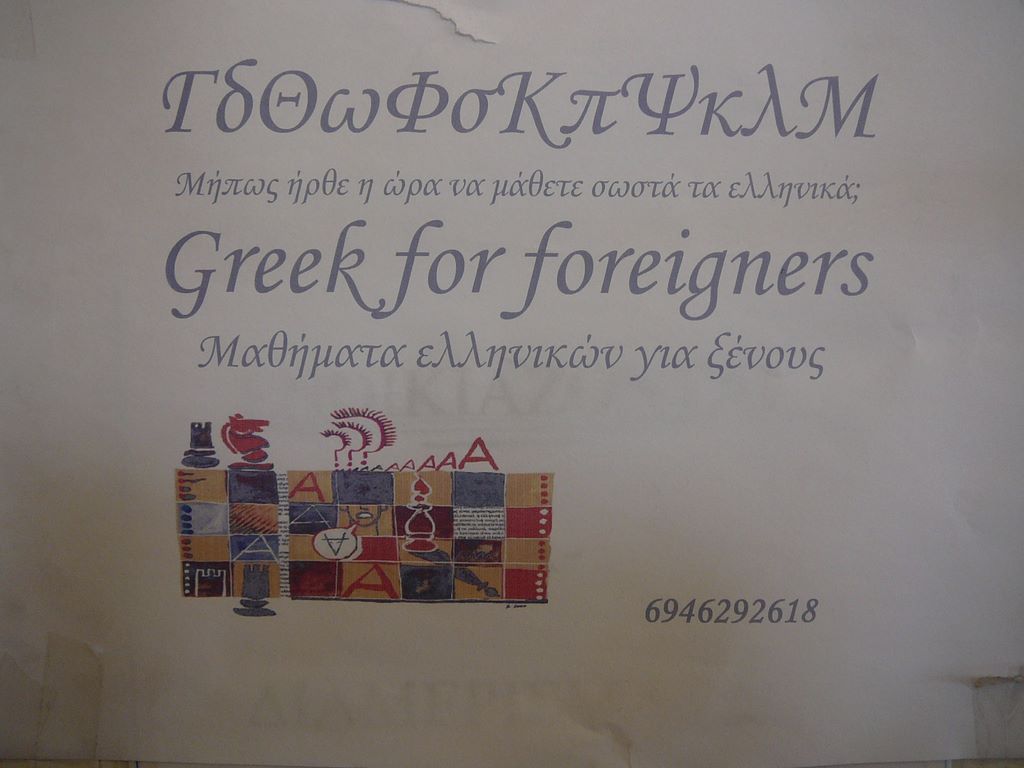 ΓδΘωΦσΚπΨκλΜ
Μήπως ήρθε η ώρα να μάθετε σωστά τα ελληνικά;
Greek for foreigners
Μαθήματα ελληνικών για ξένους
6946292618